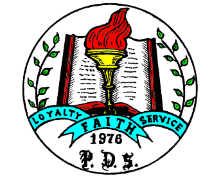 LOYALTY FAITH SERVICE
1976
P. D. S.